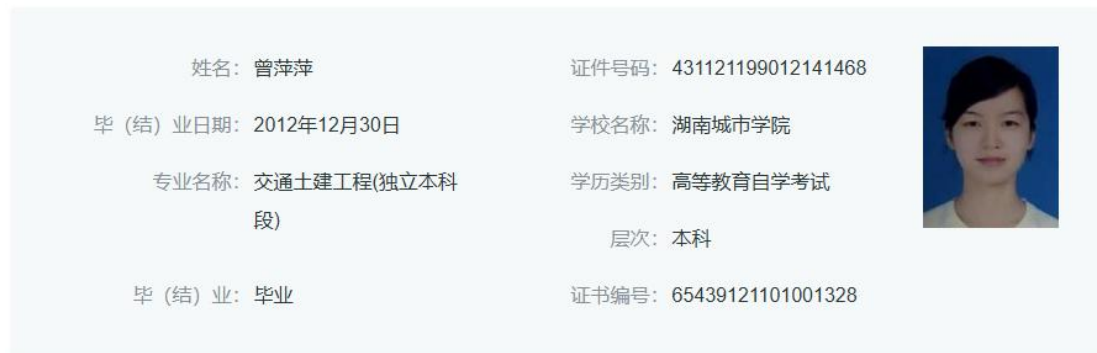 姓名：曾萍萍
证件号码：431121199012141468
毕（结）业日期：2012年12月30日
学校名称：湖南城市学院
专业名称：交通土建工程(独立本科
段)
学历类别：高等教育自学考试
层次：本科
毕（结）业：毕业
证书编号：65439121101001328